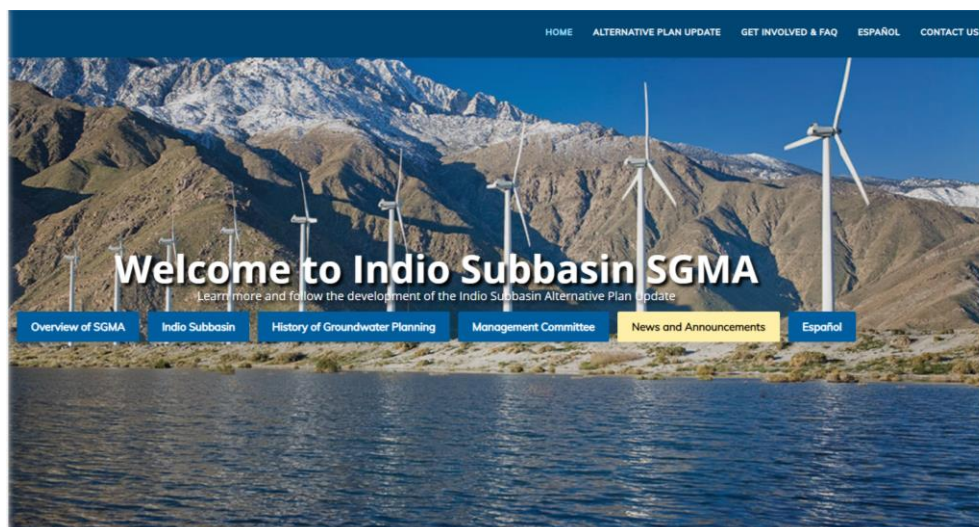 HOME ALTERNATIVE PLAN UPDATE GET INVOLVED & FAQ ESPAÑOL CONTACT US
Welcome to Indio Subbasin SGMA
Learn more and follow the development of the Indio Subbasin Alternative Plan Update
Overview of SGMA Indio Subbasin History of Groundwater Planning Management Committee News and Announcements Español